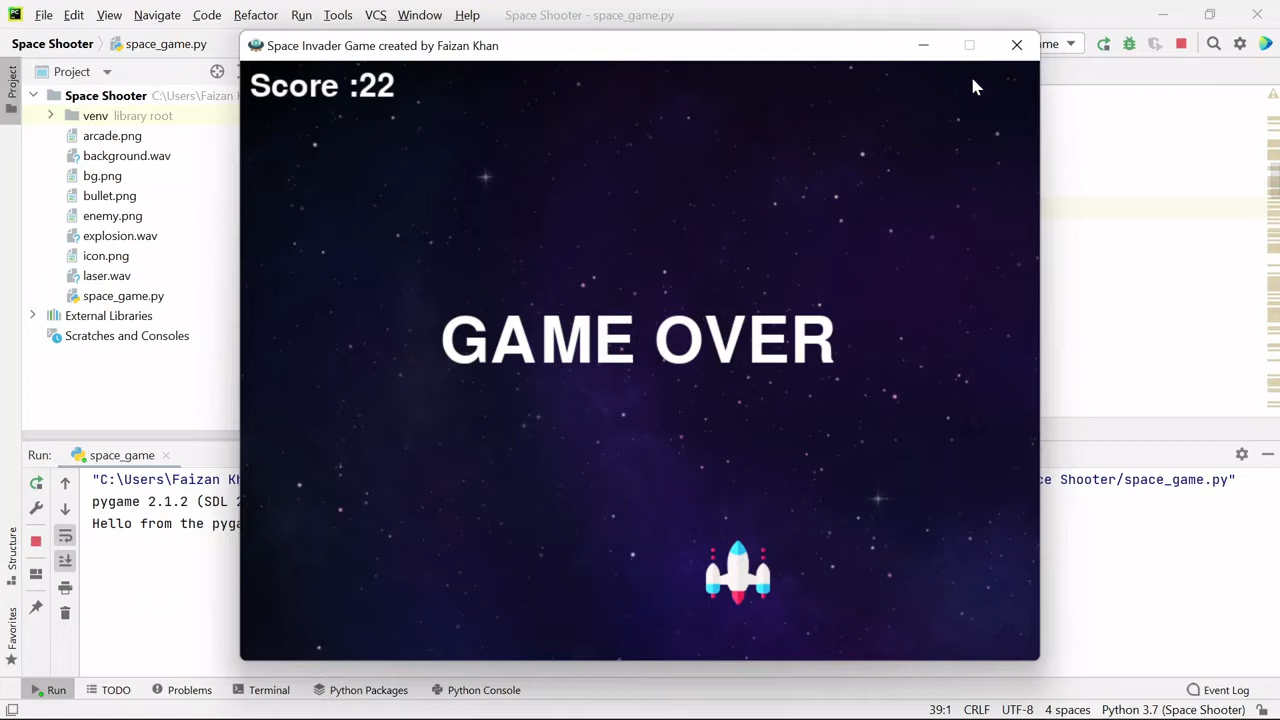 File Edit View Navigate Code Refactor Run Tools VCS Window Help Space Shooter - space_game.py
Space Shooter space_game.py
Space Invader Game created by Faizan Khan
Project
Project
Score :22
Space Shooter C:\Users\Faizan
venv library root
arcade.png
background.wav
bg.png
bullet.png
enemy.png
explosion.wav
icon.png
laser.wav
space_game.py
External Libraries
Scratches and Consoles
GAME OVER
Run: space_game
"C:\Users\Faizan ce Shooter/space_game.py"
pygame 2.1.2 (SDL
Hello from the
Structure
Favorites
Run TODO Problems Terminal Python Packages Python Console Event Log
39:1 CRLF UTF-8 4 spaces Python 3.7 (Space Shooter)